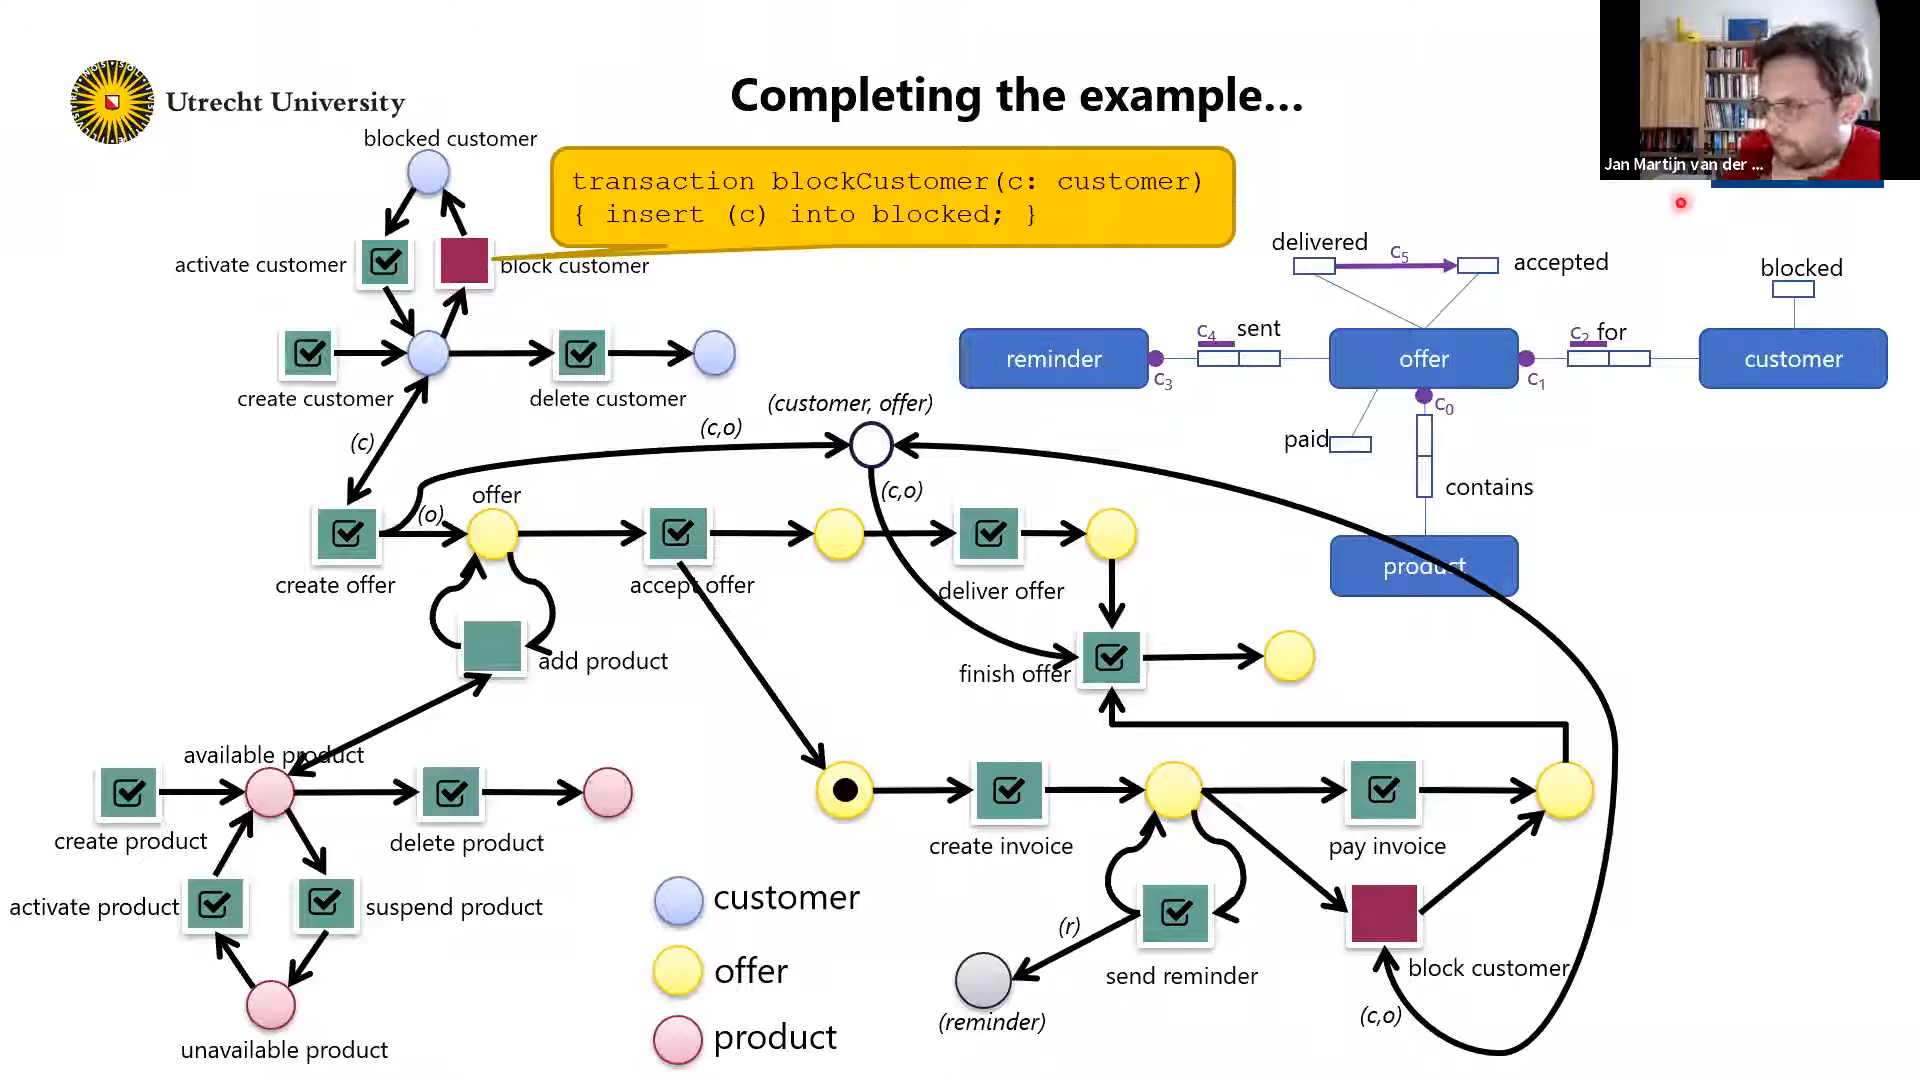 Utrecht University
Completing the example...
Jan Martijn van der ...
blocked customer
transaction blockCustomer(c: customer)
{ insert (c) into blocked; }
activate customer
block customer
create customer
delete customer
(c)
(customer, offer)
(c,o)
(c,o)
(o)
offer
create offer
accept offer
deliver offer
add product
finish offer
available product
create product
delete product
activate product
suspend product
unavailable product
create invoice
pay invoice
send reminder
block customer
(r)
(reminder)
(c,o)
customer
offer
product
delivered
c5
accepted
blocked
c4 sent
c2 for
reminder
offer
customer
c3
c1
c0
paid
contains
product